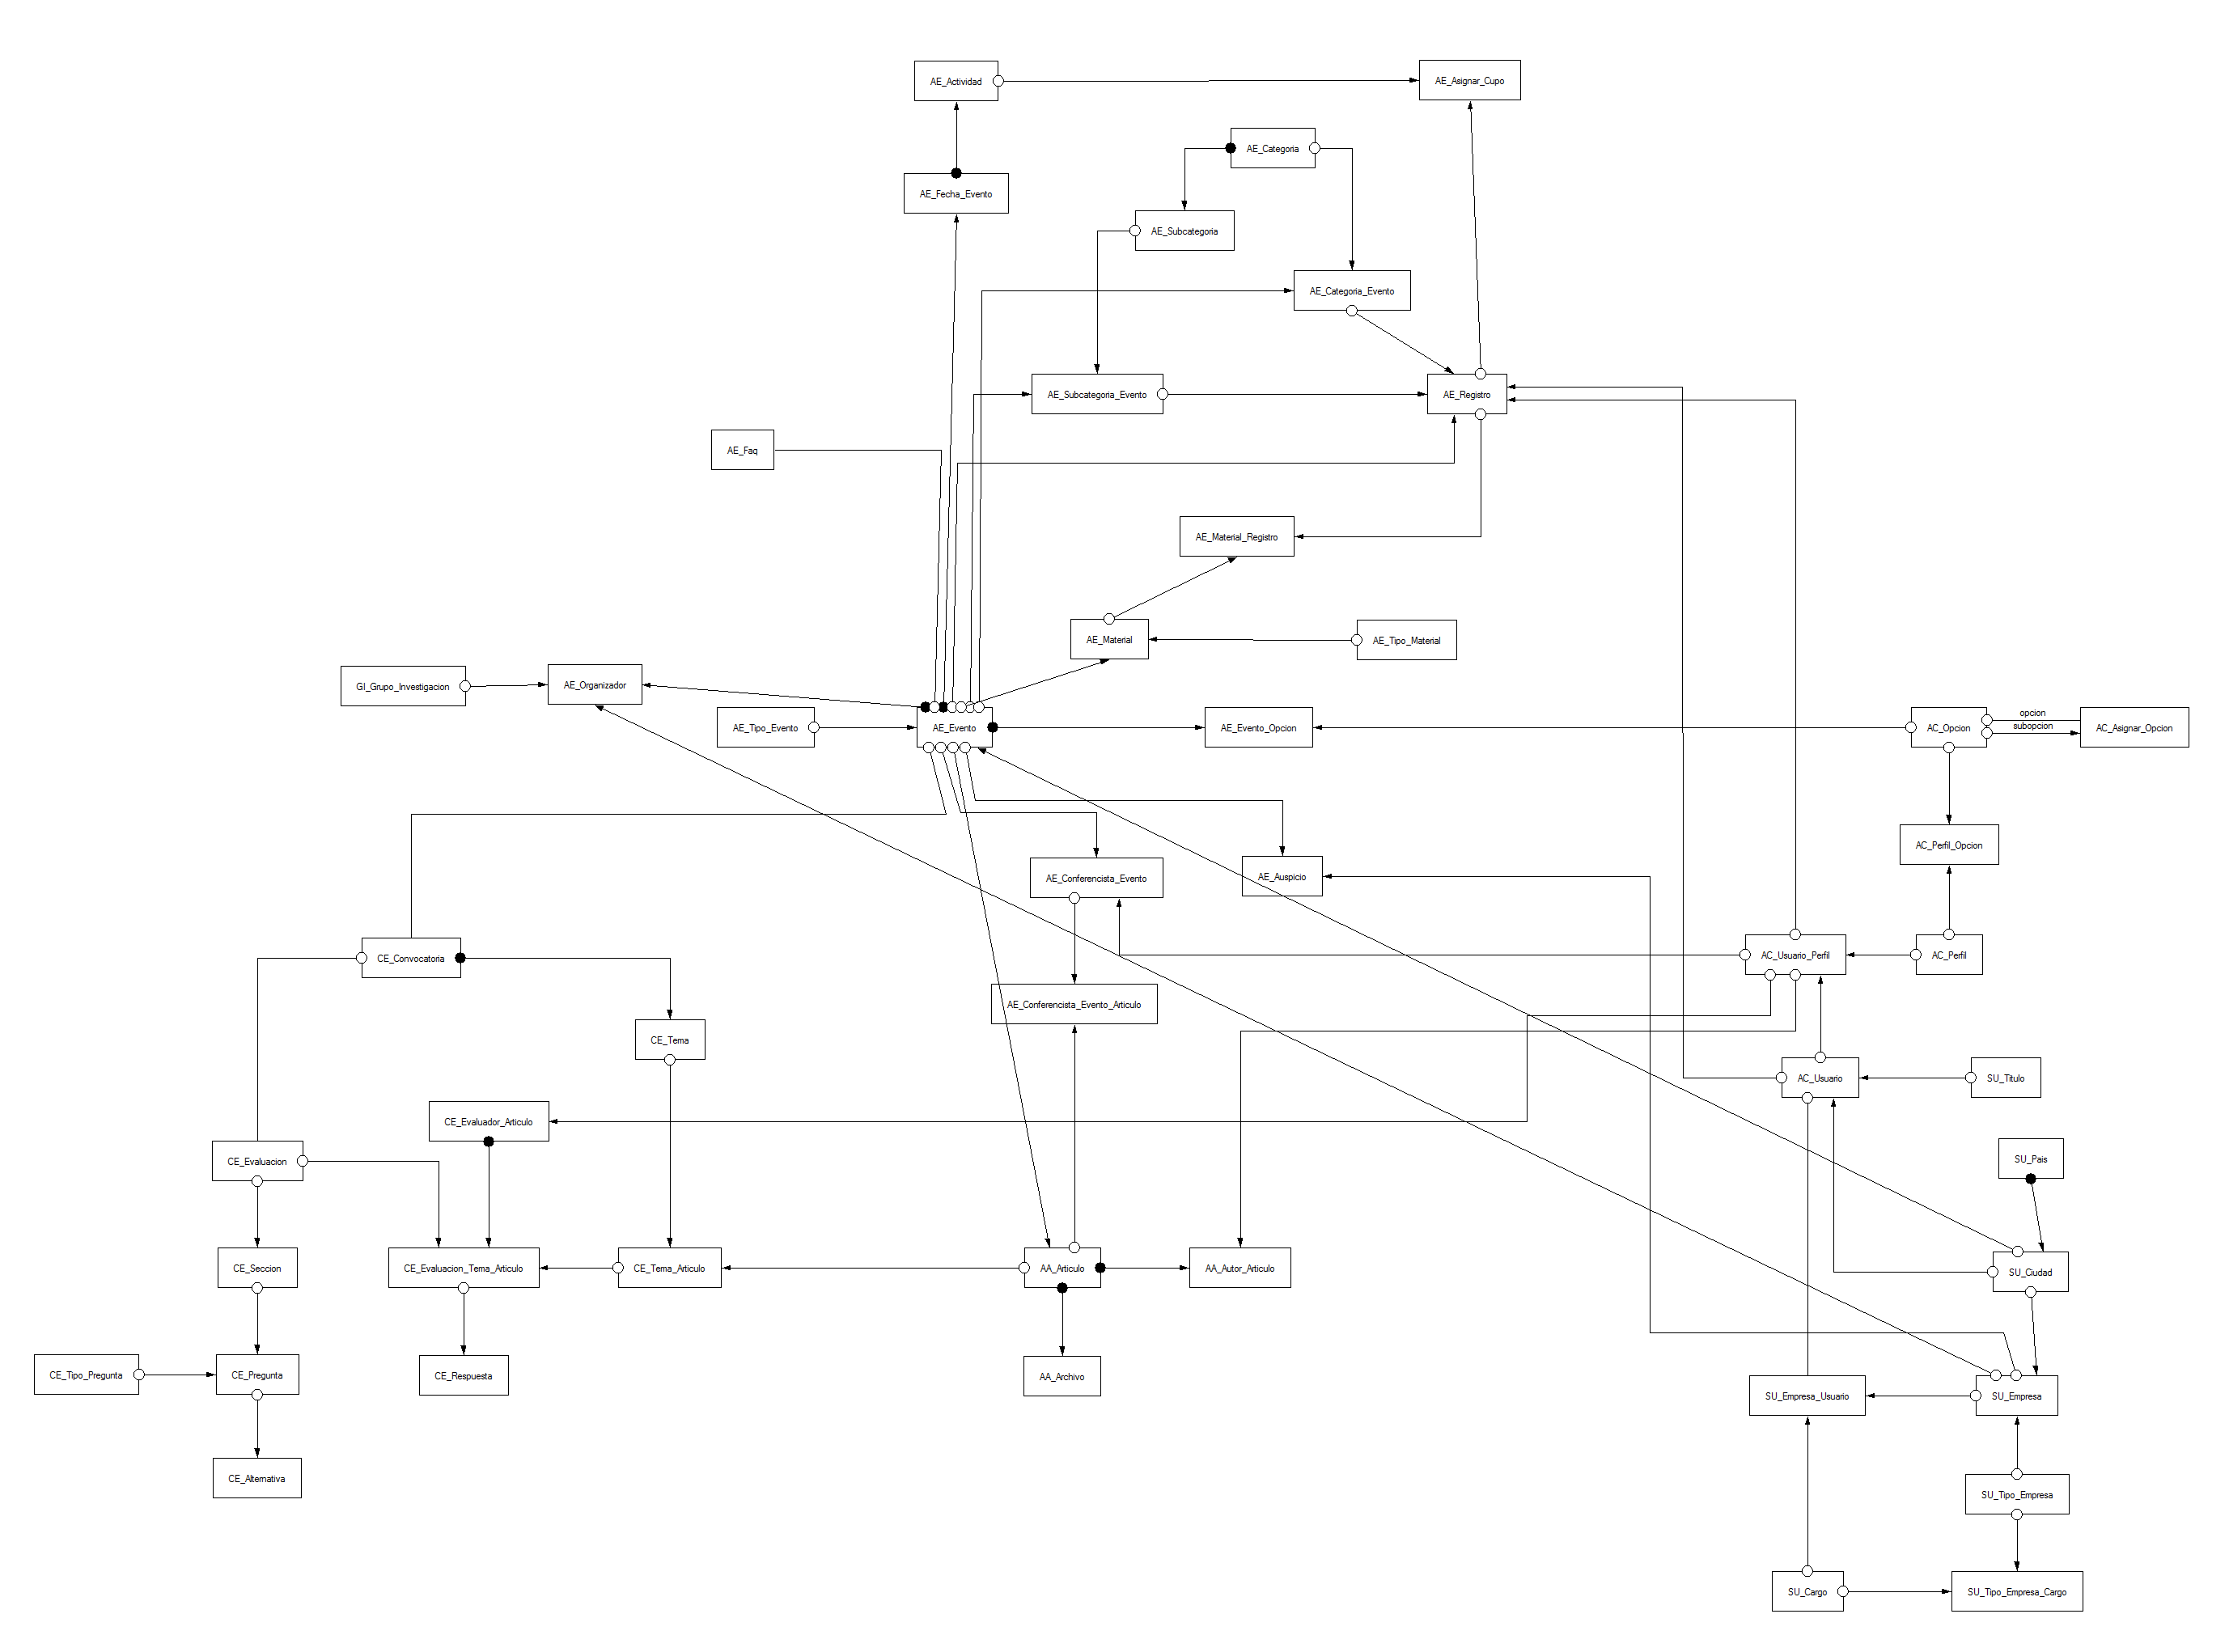 AE_Actividad
AE_Asignar_Cupo
AE_Categoria
AE_Fecha_Evento
AE_Subcategoria
AE_Categoria_Evento
AE_Subcategoria_Evento
AE_Registro
AE_Faq
AE_Material_Registro
AE_Material
AE_Tipo_Material
GI_Grupo_Investigacion
AE_Organizador
AE_Tipo_Evento
AE_Evento
AE_Evento_Opcion
AC_Opcion
opcion
subopcion
AC_Asignar_Opcion
AC_Perfil_Opcion
AE_Conferencista_Evento
AE_Auspicio
CE_Convocatoria
AC_Usuario_Perfil
AC_Perfil
AE_Conferencista_Evento_Articulo
CE_Tema
AC_Usuario
SU_Titulo
CE_Evaluador_Articulo
CE_Evaluacion
SU_Pais
CE_Seccion
CE_Evaluacion_Tema_Articulo
CE_Tema_Articulo
AA_Articulo
AA_Autor_Articulo
SU_Ciudad
CE_Tipo_Pregunta
CE_Pregunta
CE_Respuesta
AA_Archivo
SU_Empresa_Usuario
SU_Empresa
CE_Alternativa
SU_Tipo_Empresa
SU_Cargo
SU_Tipo_Empresa_Cargo